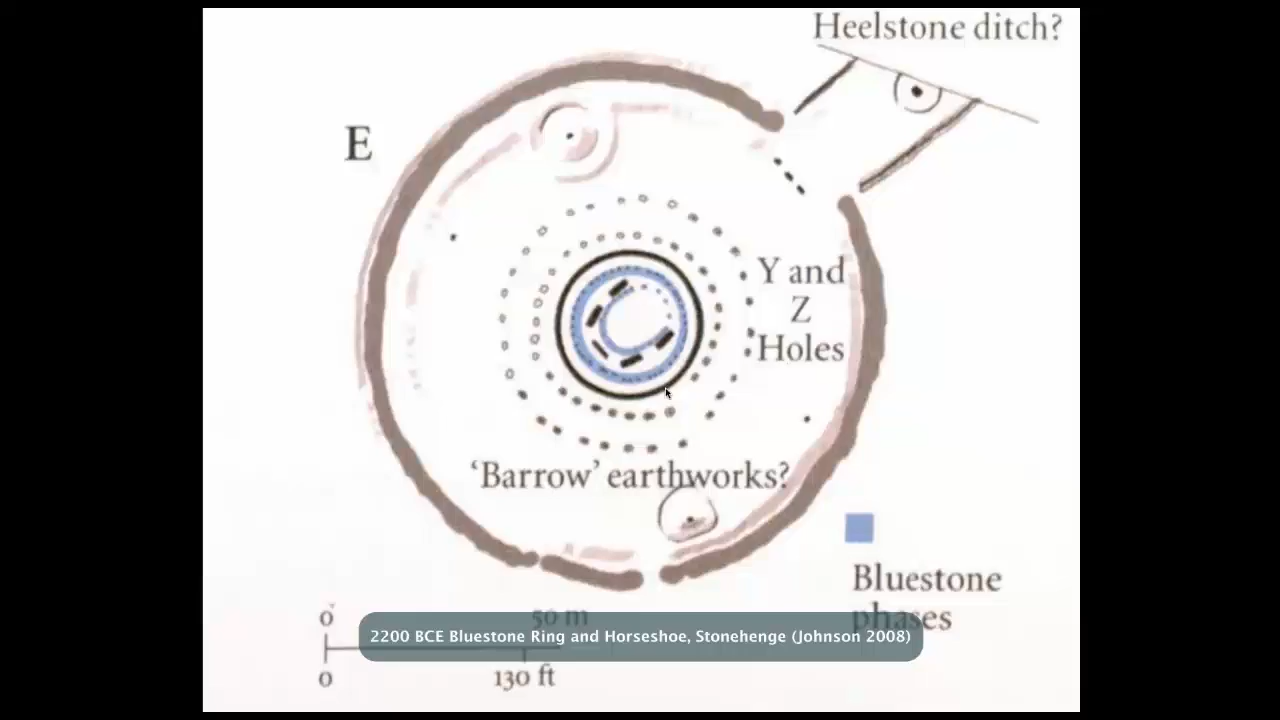 Heelstone ditch?
E
Y and
Z
Holes
‘Barrow’ earthworks?
Bluestone
phases
0 50 m
2200 BCE Bluestone Ring and Horseshoe, Stonehenge (Johnson 2008)
0 130 ft